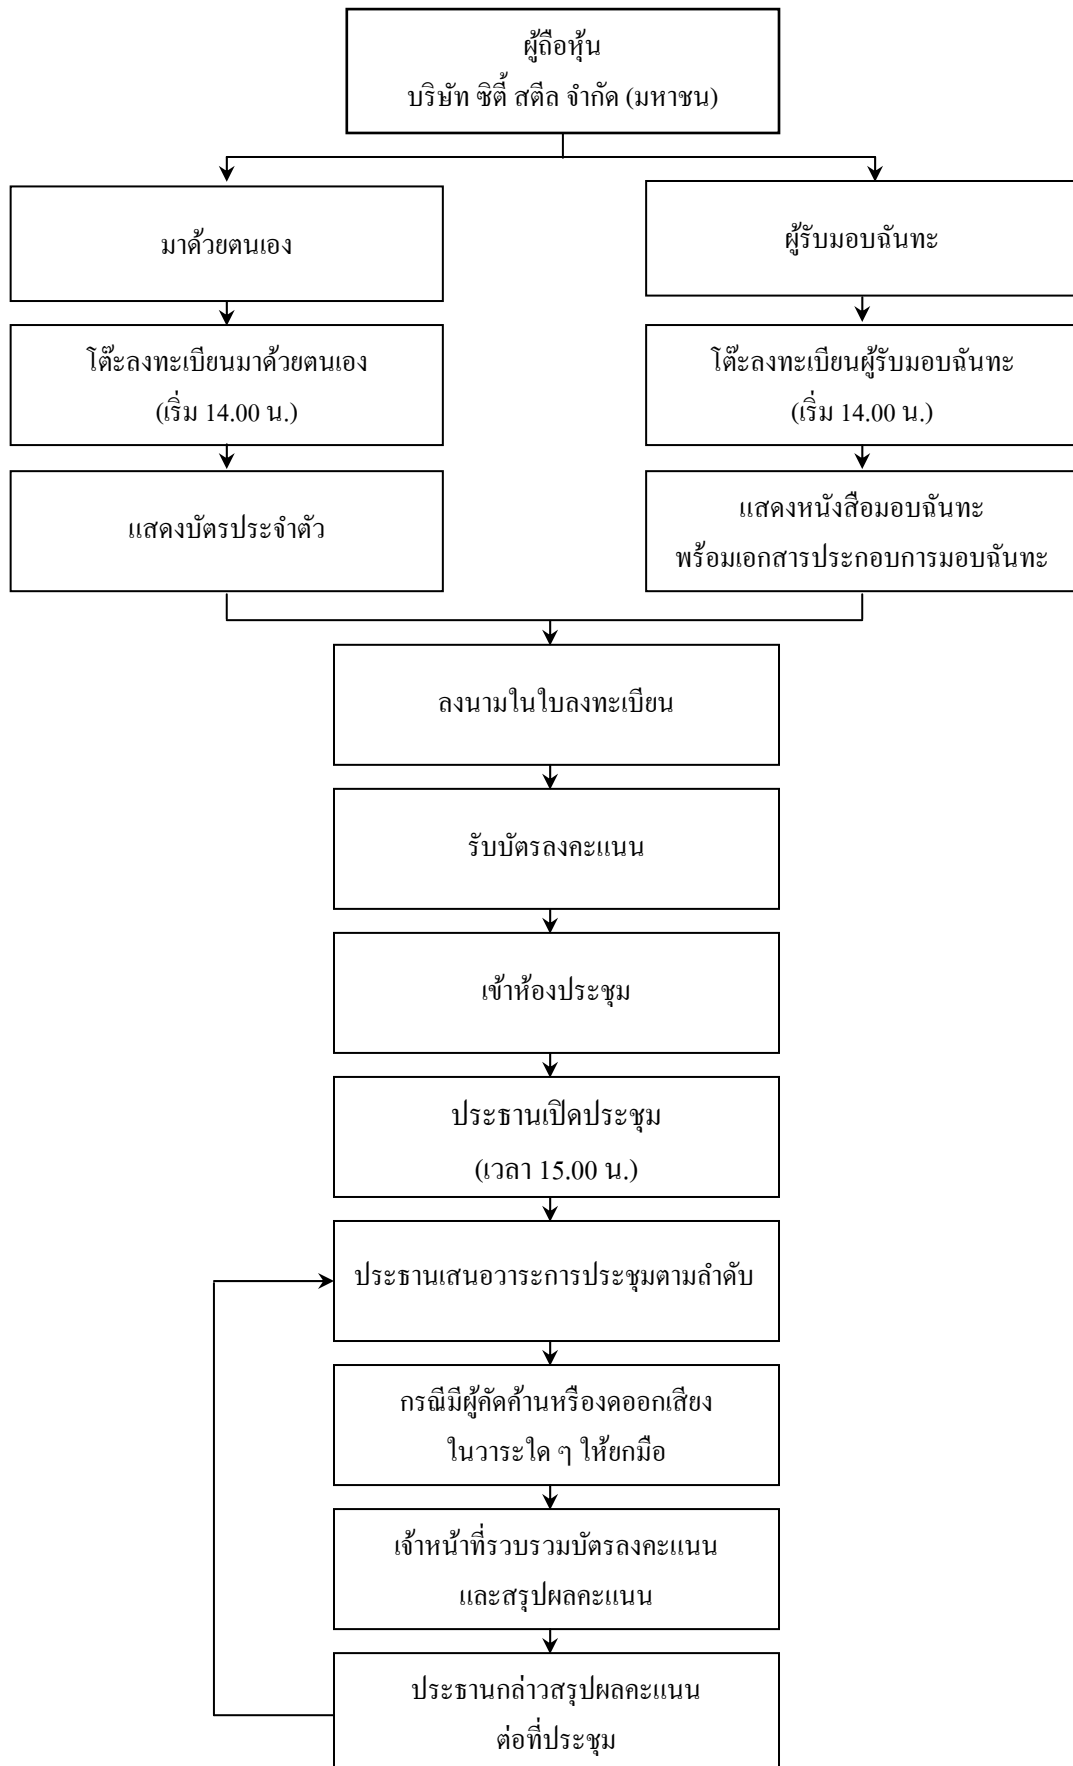 ผู้ถือหุ้น
บริษัท ซิตี้ สตีล จำกัด (มหาชน)
มาด้วยตนเอง
ผู้รับมอบฉันทะ
โต๊ะลงทะเบียนมาด้วยตนเอง
(เริ่ม 14.00 น.)
โต๊ะลงทะเบียนผู้รับมอบฉันทะ
(เริ่ม 14.00 น.)
แสดงบัตรประจำตัว
แสดงหนังสือมอบฉันทะ
พร้อมเอกสารประกอบการมอบฉันทะ
ลงนามในใบลงทะเบียน
รับบัตรลงคะแนน
เข้าห้องประชุม
ประธานเปิดประชุม
(เวลา 15.00 น.)
ประธานเสนอวาระการประชุมตามลำดับ
กรณีมีผู้คัดค้านหรืองดออกเสียง
ในวาระใด ๆ ให้ยกมือ
เจ้าหน้าที่รวบรวมบัตรลงคะแนน
และสรุปผลคะแนน
ประธานกล่าวสรุปผลคะแนน
ต่อที่ประชุม